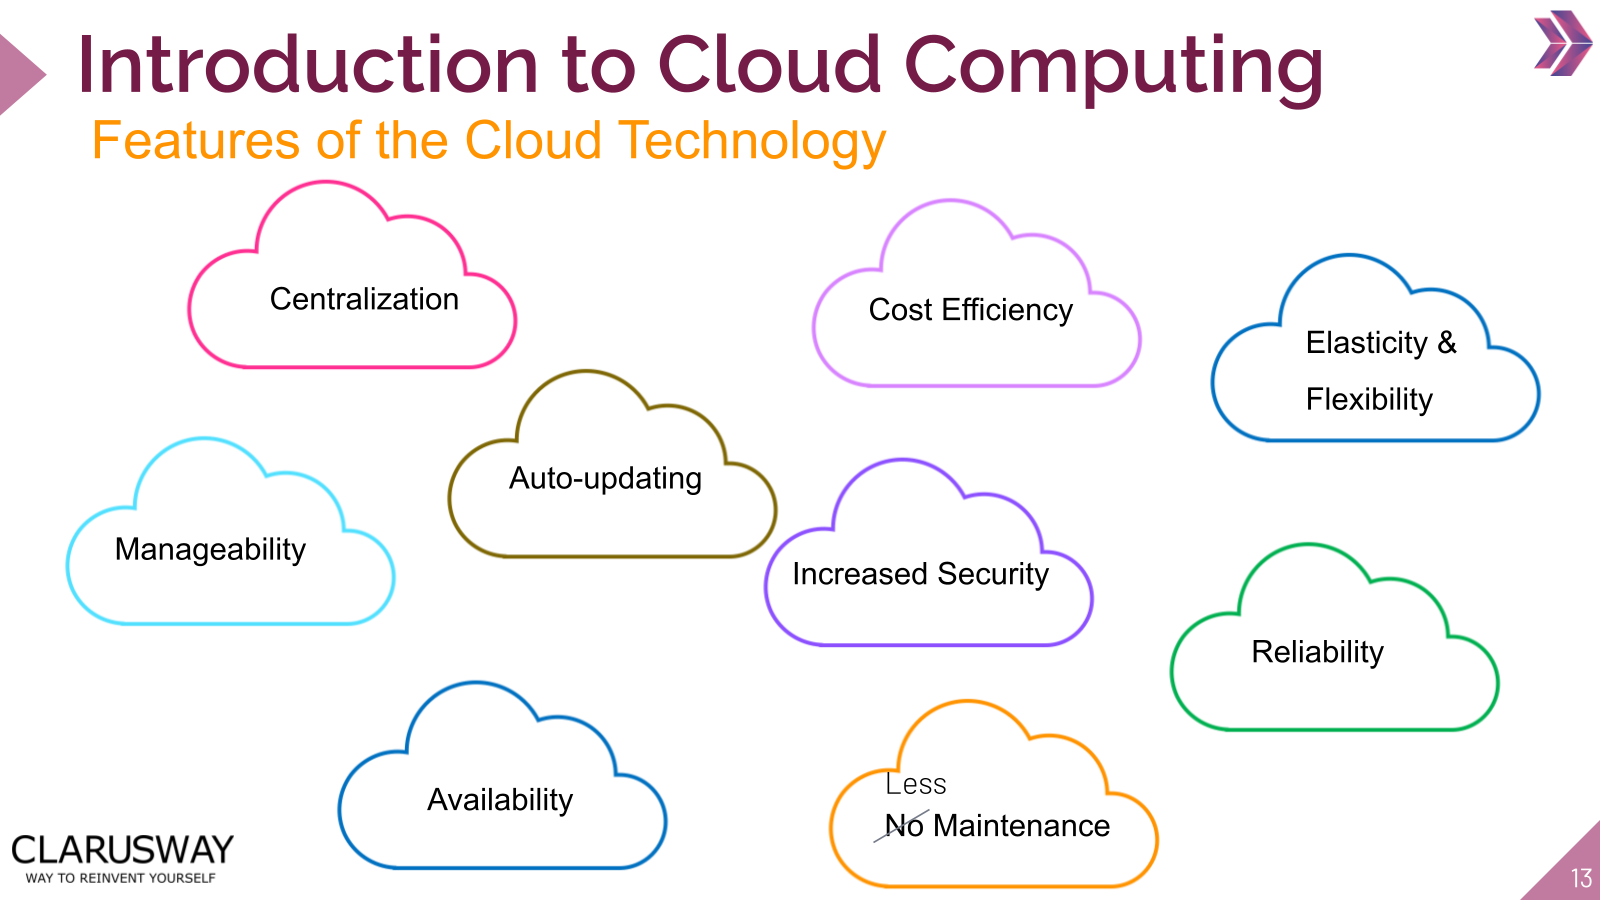 Introduction to Cloud Computing
Features of the Cloud Technology
Centralization
Cost Efficiency
Elasticity &
Flexibility
Auto-updating
Manageability
Increased Security
Reliability
Availability
Less
No Maintenance
CLARUSWAY
WAY TO REINVENT YOURSELF
13